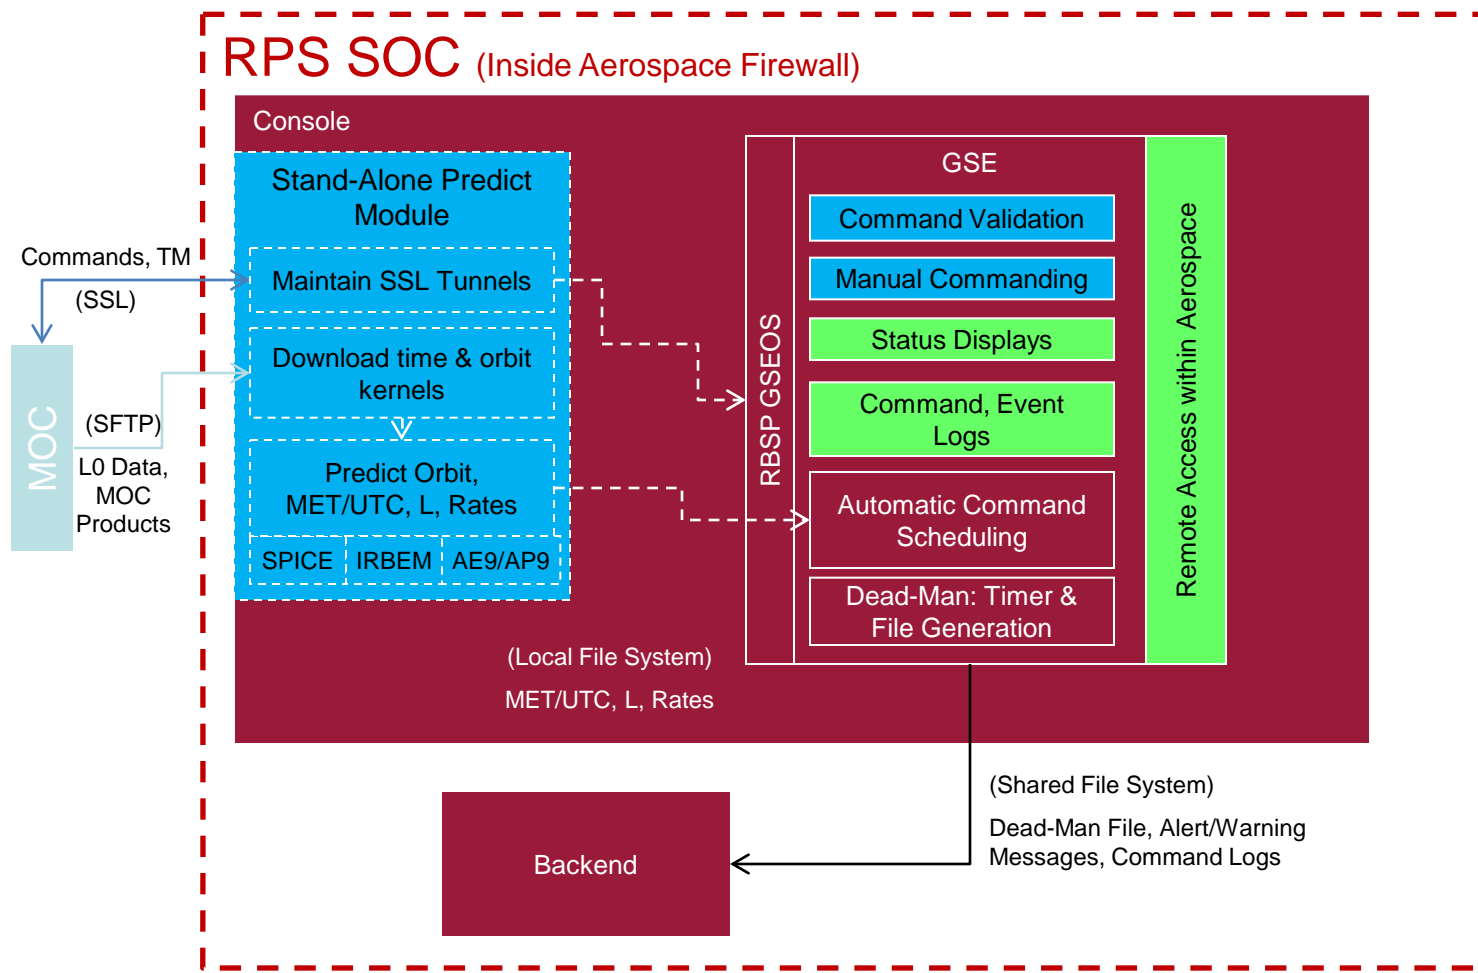 RPS SOC (Inside Aerospace Firewall)
Console
Stand-Alone Predict
Module
Maintain SSL Tunnels
Download time & orbit
kernels
Predict Orbit,
MET/UTC, L, Rates
SPICE
IRBEM
AE9/AP9
Commands, TM
(SSL)
MOC
(SFTP)
L0 Data,
MOC
Products
RBSP GSEOS
GSE
Command Validation
Manual Commanding
Status Displays
Command, Event
Logs
Automatic Command
Scheduling
Dead-Man: Timer &
File Generation
Remote Access within Aerospace
(Local File System)
MET/UTC, L, Rates
(Shared File System)
Dead-Man File, Alert/Warning
Messages, Command Logs
Backend